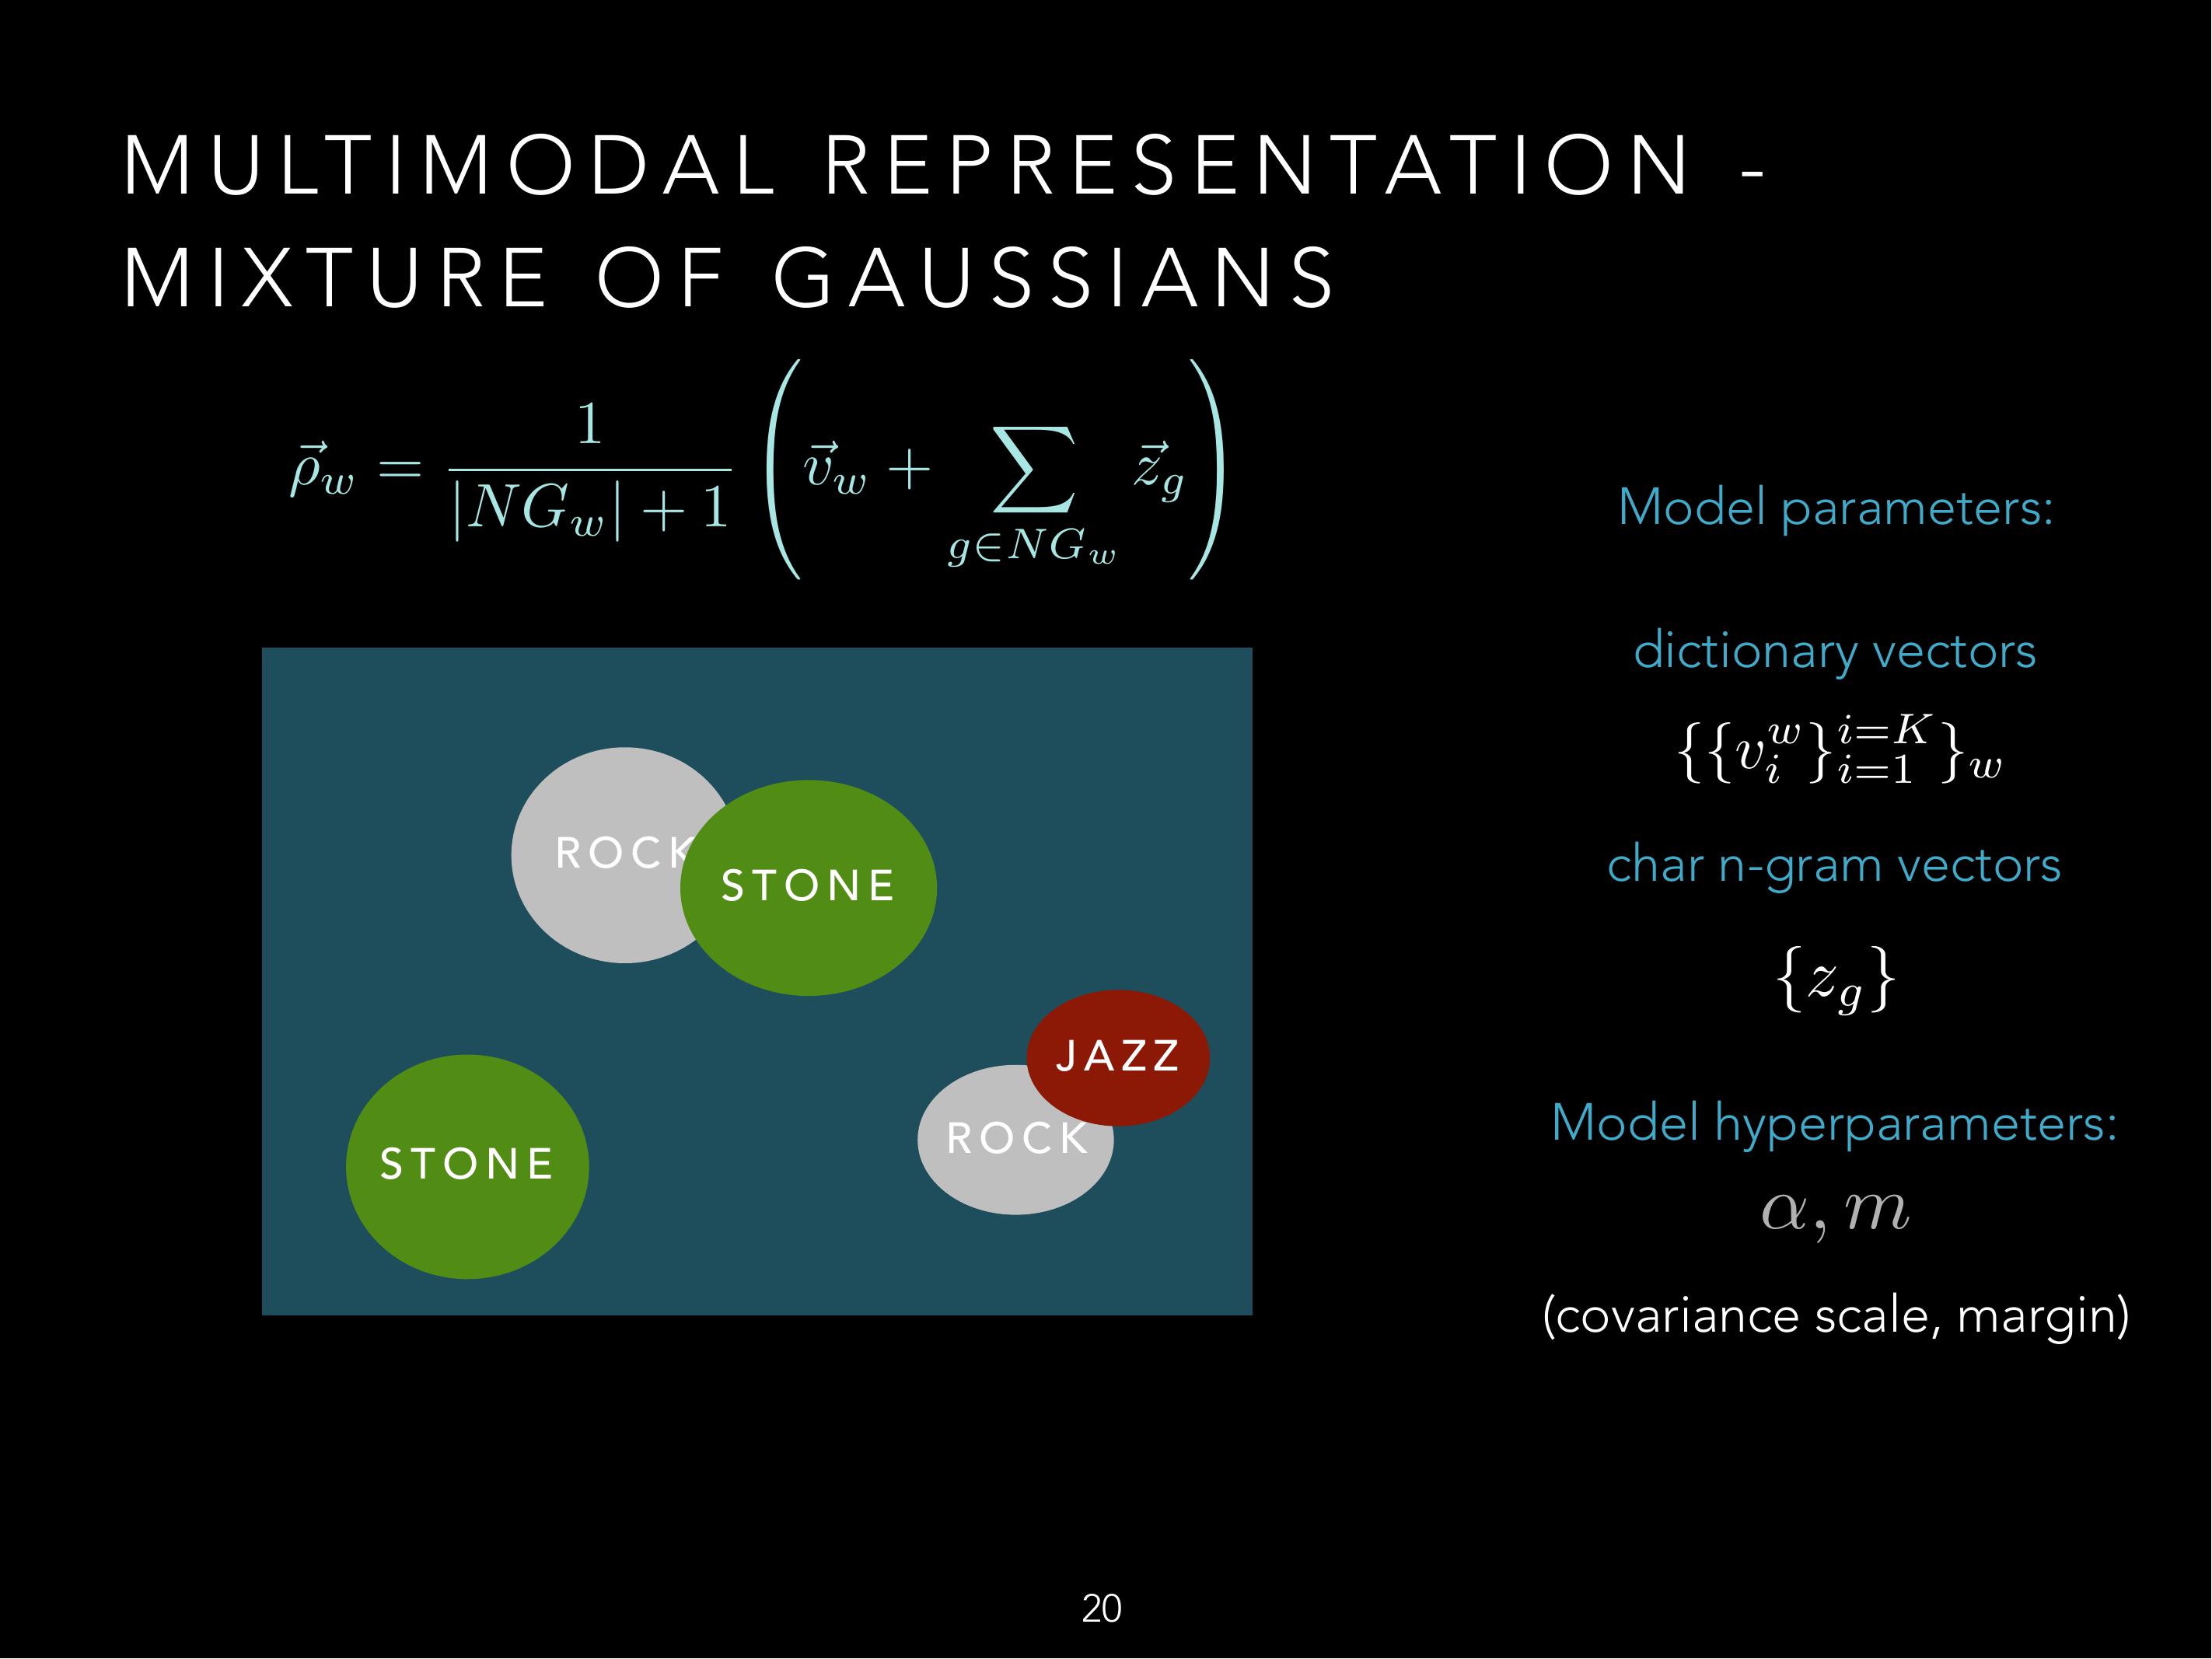 MULTIMODAL REPRESENTATION -
MIXTURE OF GAUSSIANS
$\vec{\rho}_w = \frac{1}{|NG_w| + 1} \left( \vec{v}_w + \sum_{g \in NG_w} \vec{z}_g \right)$
Model parameters:
dictionary vectors
$\{\{v_i^w\}_{i=1}^{i=K}\}_w$
char n-gram vectors
$\{z_g\}$
Model hyperparameters:
$\alpha, m$
(covariance scale, margin)
ROCK
STONE
JAZZ
ROCK
STONE
20